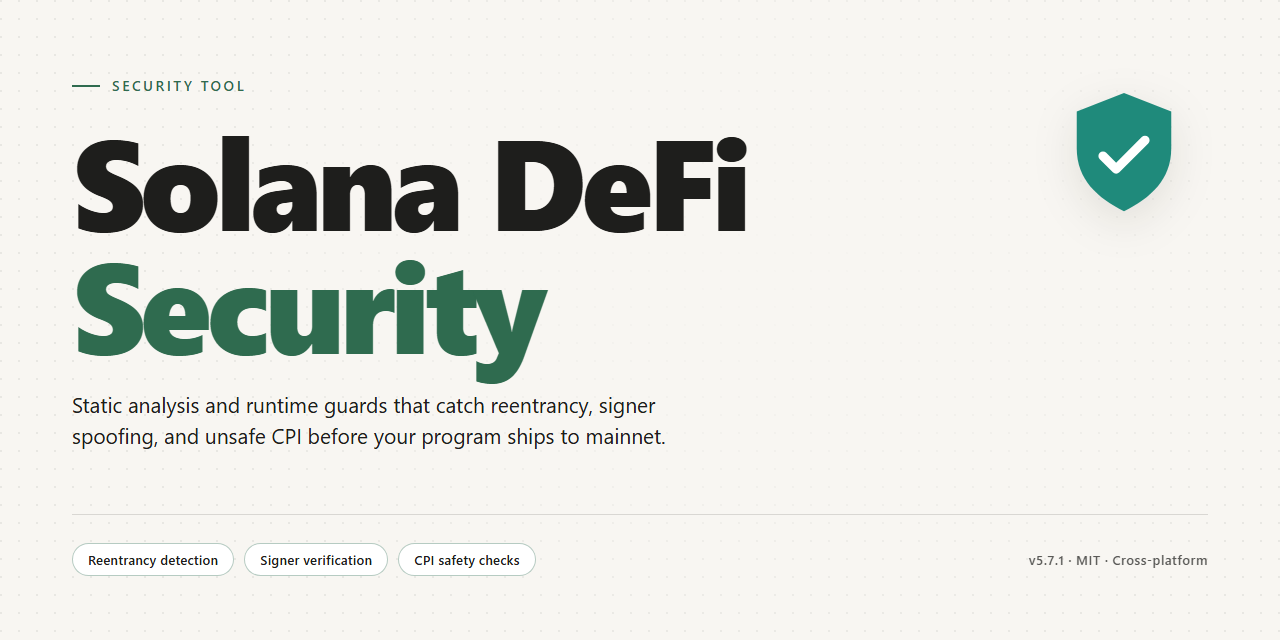 SECURITY TOOL
Solana DeFi
Security
Static analysis and runtime guards that catch reentrancy, signer
spoofing, and unsafe CPI before your program ships to mainnet.
Reentrancy detection
Signer verification
CPI safety checks
v5.7.1 · MIT · Cross-platform